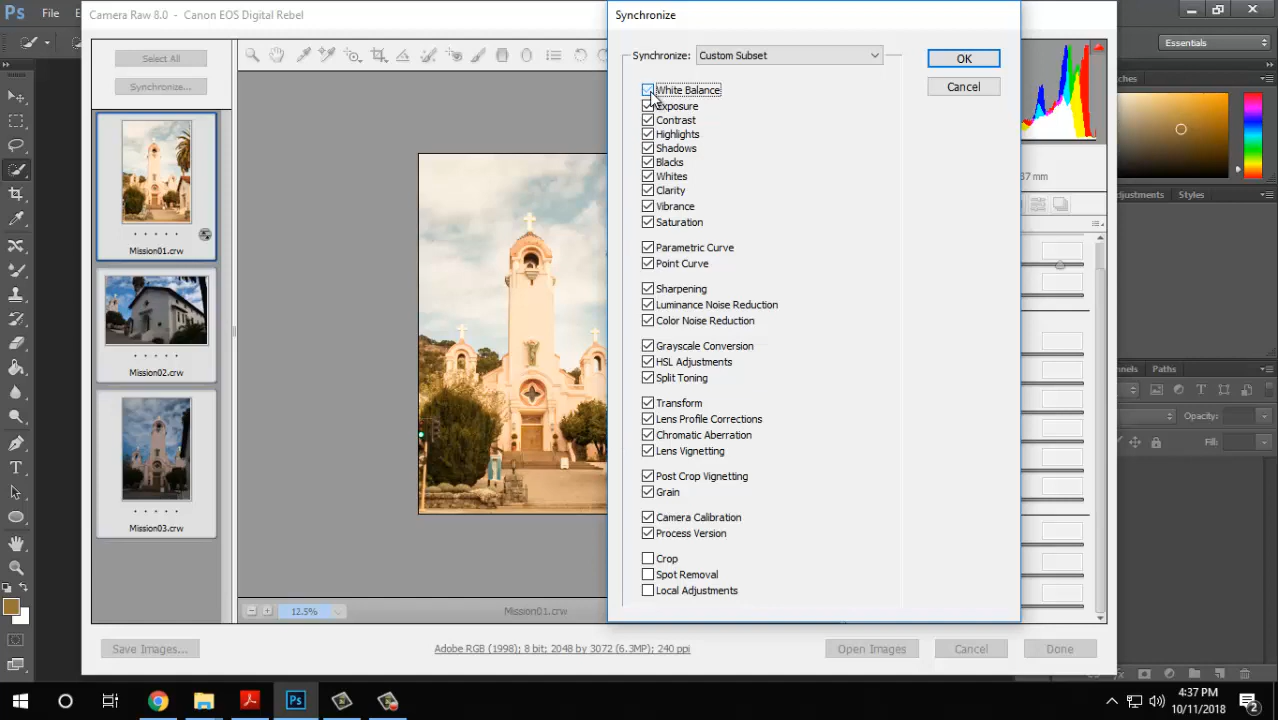 Ps File
Camera Raw 8.0 - Canon EOS Digital Rebel
Synchronize
Essentials
Select All
Synchronize...
Synchronize: Custom Subset
OK
Cancel
White Balance
Exposure
Contrast
Highlights
Shadows
Blacks
Whites
Clarity
Vibrance
Saturation
Parametric Curve
Point Curve
Sharpening
Luminance Noise Reduction
Color Noise Reduction
Grayscale Conversion
HSL Adjustments
Split Toning
Transform
Lens Profile Corrections
Chromatic Aberration
Lens Vignetting
Post Crop Vignetting
Grain
Camera Calibration
Process Version
Crop
Spot Removal
Local Adjustments
Mission01.crw
Mission02.crw
Mission03.crw
37 mm
Styles
Paths
Opacity:
Fill:
12.5%
Mission01.crw
Save Images...
Adobe RGB (1998); 8 bit; 2048 by 3072 (6.3MP); 240 ppi
Open Images
Cancel
Done
fx
Ps
4:37 PM
10/11/2018
2